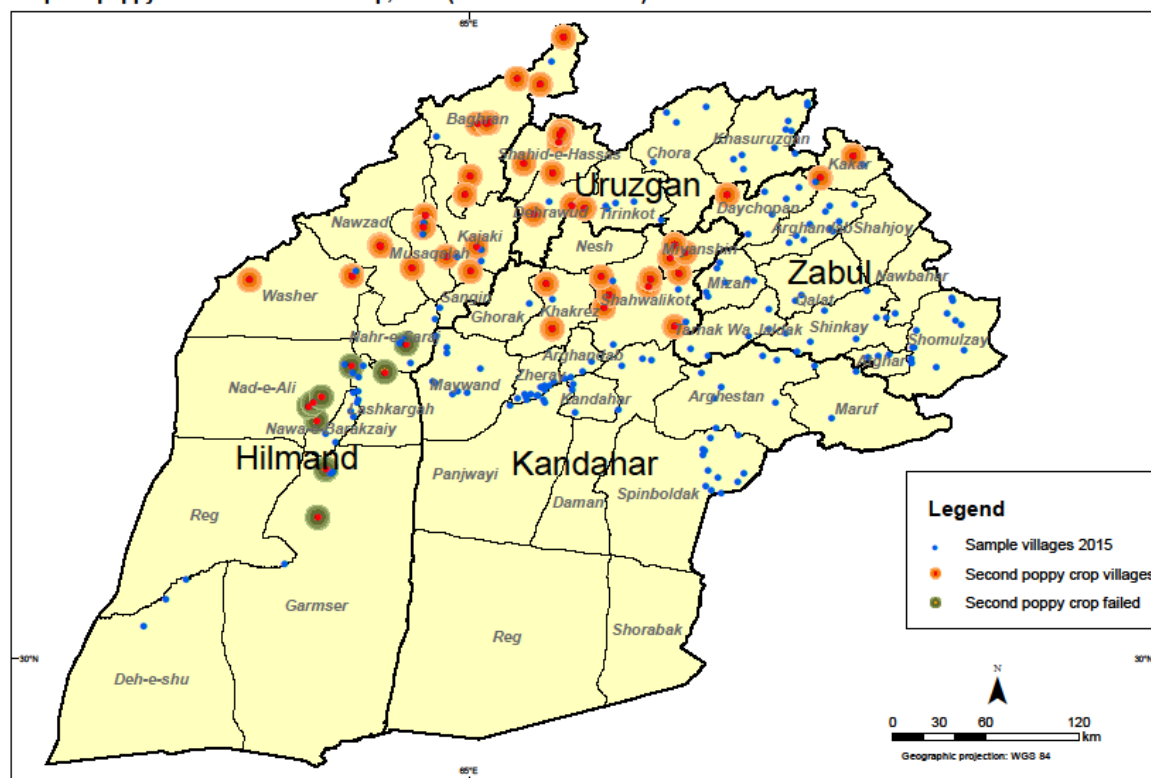 65°E
Baghran
Khasuruzgan
Chora
Shahid-e-Hassas
Kakar
Uruzgan
Daychopan
Dehrawud
Tirinkot
Nawzad
Arghandab
Shahjoy
Kajaki
Musaqalah
Nesh
Miyanshin
Zabul
Nawbahar
Washer
Mizan
Sangin
Shahwalikot
Qalat
Ghorak
Khakrez
Tarnak Wa Jaldak
Shinkay
Shomulzay
Nahr-e-Saraj
Arghandab
Atghar
Zheray
Nad-e-Ali
Maywand
Kandahar
Arghestan
Lashkargah
Maruf
Nawa-e-Barakzaiy
Hilmand
Kandahar
Panjwayi
Daman
Spinboldak
Reg
Legend
Sample villages 2015
Second poppy crop villages
Second poppy crop failed
Garmser
Reg
Shorabak
30°N
30°N
Deh-e-shu
N
0 30 60 120
km
Geographic projection: WGS 84
65°E